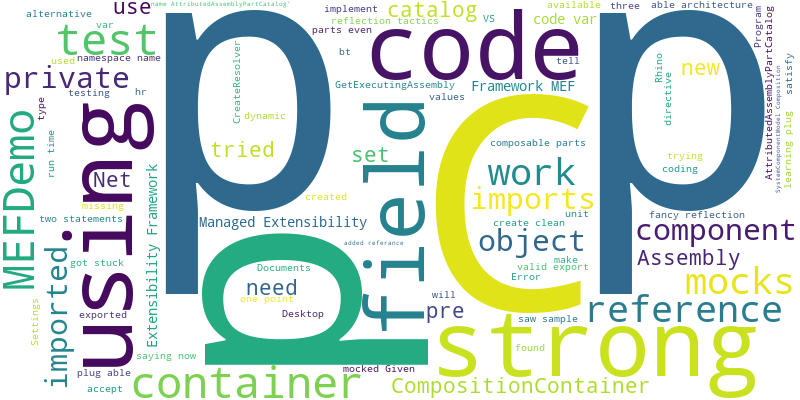 use
rame AttributedAssemblyPartCatalog'
alternative
var
test
namespace name
used
private
testing
hr
type
MEFDemo
run time
using
Net
missing
two statements
got stuck
imported
exported
Settings
plug able
accept
saying now
Extensibility Framework
container
p
CreateResolver
dynamic
tried
Managed Extensibility
b
Documents
need
one point
Desktop
created
added referance
mocked Given
implement
reflection tactics
parts even
bt
catalog
VS
code
GetExecutingAssembly
values
set
field
pre
Framework MEF
code var
tell
available
three
able architecture
C
composable parts
work
imports
unit
create clean
object
make
valid export
Error
will
saw sample
found
strong
CompositionContainer
p
Rhino
directive
new
trying
coding
Program
AttributedAssemblyPartCatalog
SystemComponentModel Composition
satisfy
learning plug
fancy reflection
component
Assembly
mocks
reference